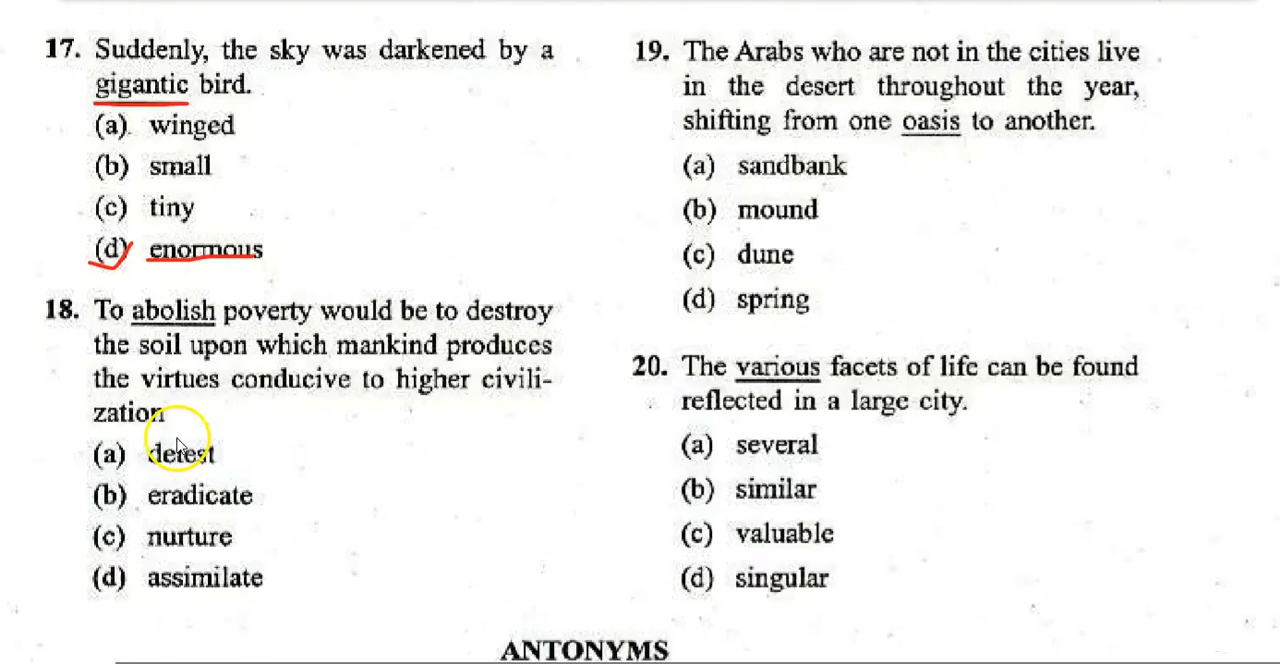 17. Suddenly, the sky was darkened by a
gigantic bird.
(a) winged
(b) small
(c) tiny
(d) enormous
18. To abolish poverty would be to destroy
the soil upon which mankind produces
the virtues conducive to higher civili-
zation
(a) detest
(b) eradicate
(c) nurture
(d) assimilate
19. The Arabs who are not in the cities live
in the desert throughout the year,
shifting from one oasis to another.
(a) sandbank
(b) mound
(c) dune
(d) spring
20. The various facets of life can be found
reflected in a large city.
(a) several
(b) similar
(c) valuable
(d) singular
ANTONYMS